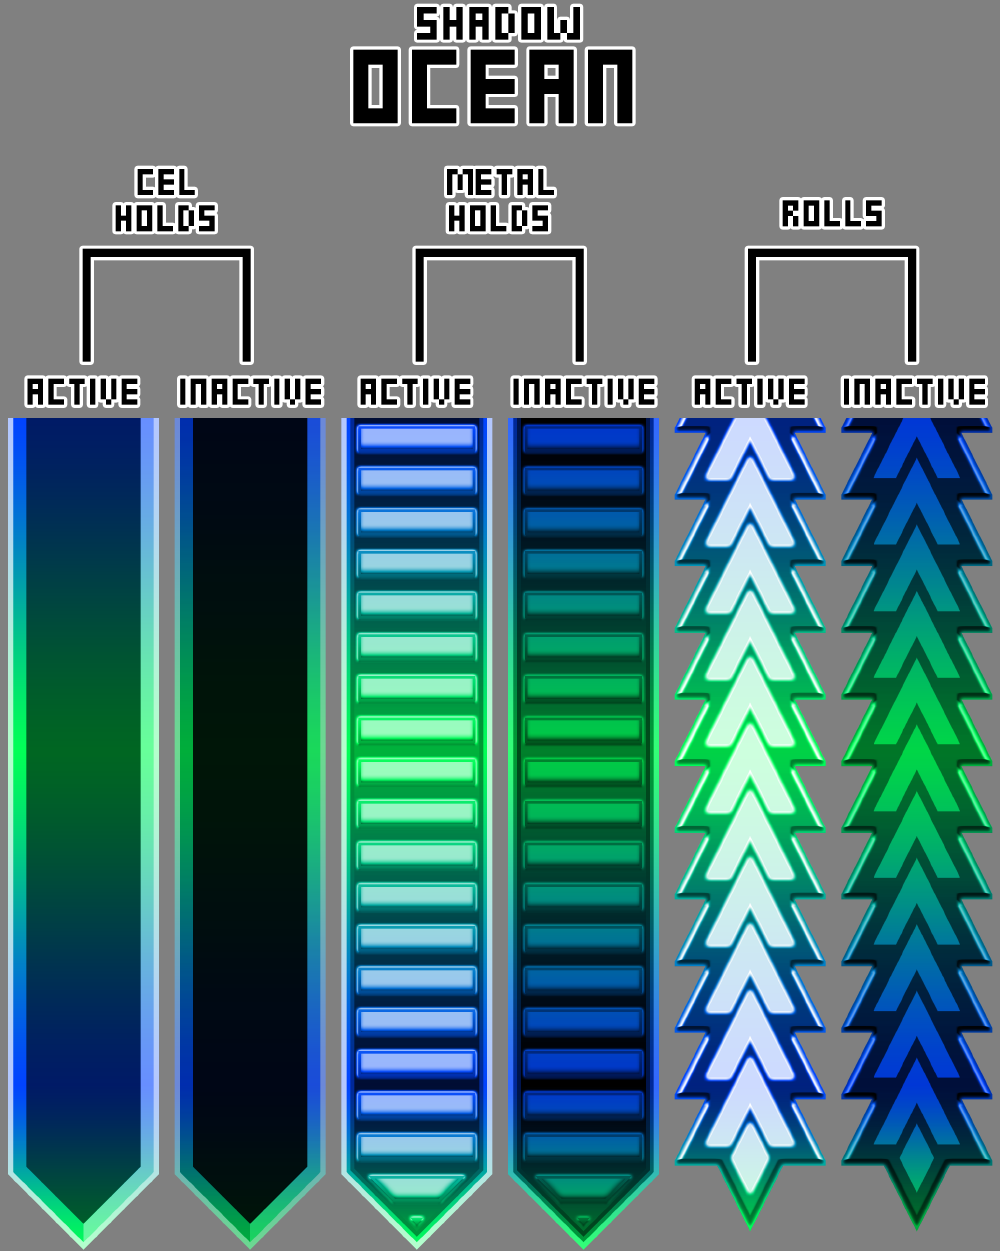 SHADOW
OCEAN
CEL
HOLDS
METAL
HOLDS
ROLLS
ACTIVE
INACTIVE
ACTIVE
INACTIVE
ACTIVE
INACTIVE